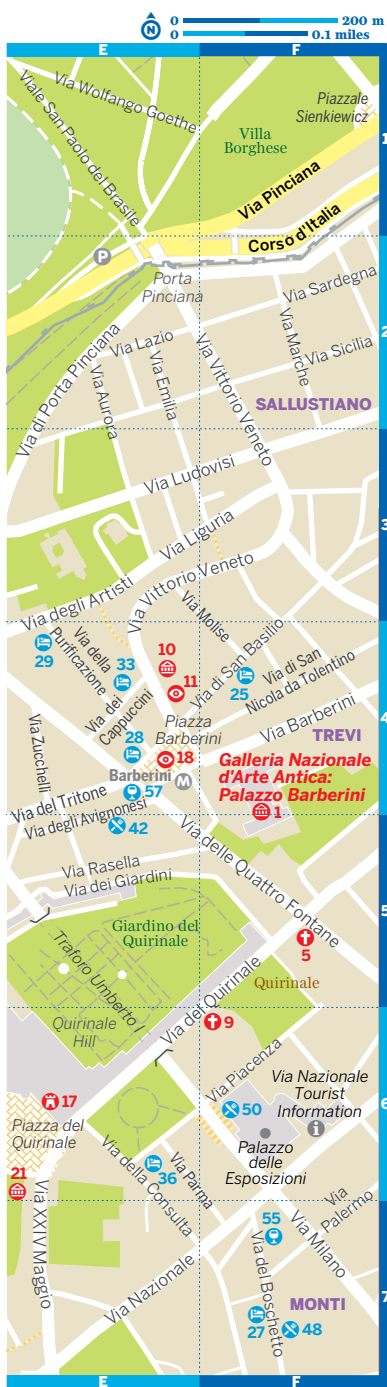 N
0 200 m
0 0.1 miles
E F
Via Wolfango Goethe
Piazzale
Sienkiewicz
Viale San Paolo del Brasile
Villa
Borghese
1
Via Pinciana
Corso d'Italia
P
Porta
Pinciana
Via Sardegna
2
Via di Porta Pinciana
Via Lazio
Via Emilia
Via Aurora
Via Vittorio Veneto
Via Marche
Via Sicilia
SALLUSTIANO
Via Ludovisi
3
Via Liguria
Via degli Artisti
Via Vittorio Veneto
Via Molise
29
Via della
Purificazione
33
10
11
Via di San Basilio
25
Via di San
Nicola da Tolentino
Via dei
Cappuccini
4
Piazza
Barberini
Via Barberini
TREVI
Via Zucchelli
28
18
Barberini
M
Galleria Nazionale
d'Arte Antica:
Palazzo Barberini
1
Via del Tritone
57
Via degli Avignonesi
42
Via delle Quattro Fontane
Via Rasella
Via dei Giardini
5
Giardino del
Quirinale
5
Traforo Umberto I
Quirinale
Via del Quirinale
Quirinale
Hill
9
Via Piacenza
Via Nazionale
Tourist
Information
i
6
17
50
Piazza del
Quirinale
Palazzo
delle
Esposizioni
21
36
Via della Consulta
Via Parma
Via Palermo
Via XXIV Maggio
55
Via Milano
Via Nazionale
Via del Boschetto
7
MONTI
27
48
E F